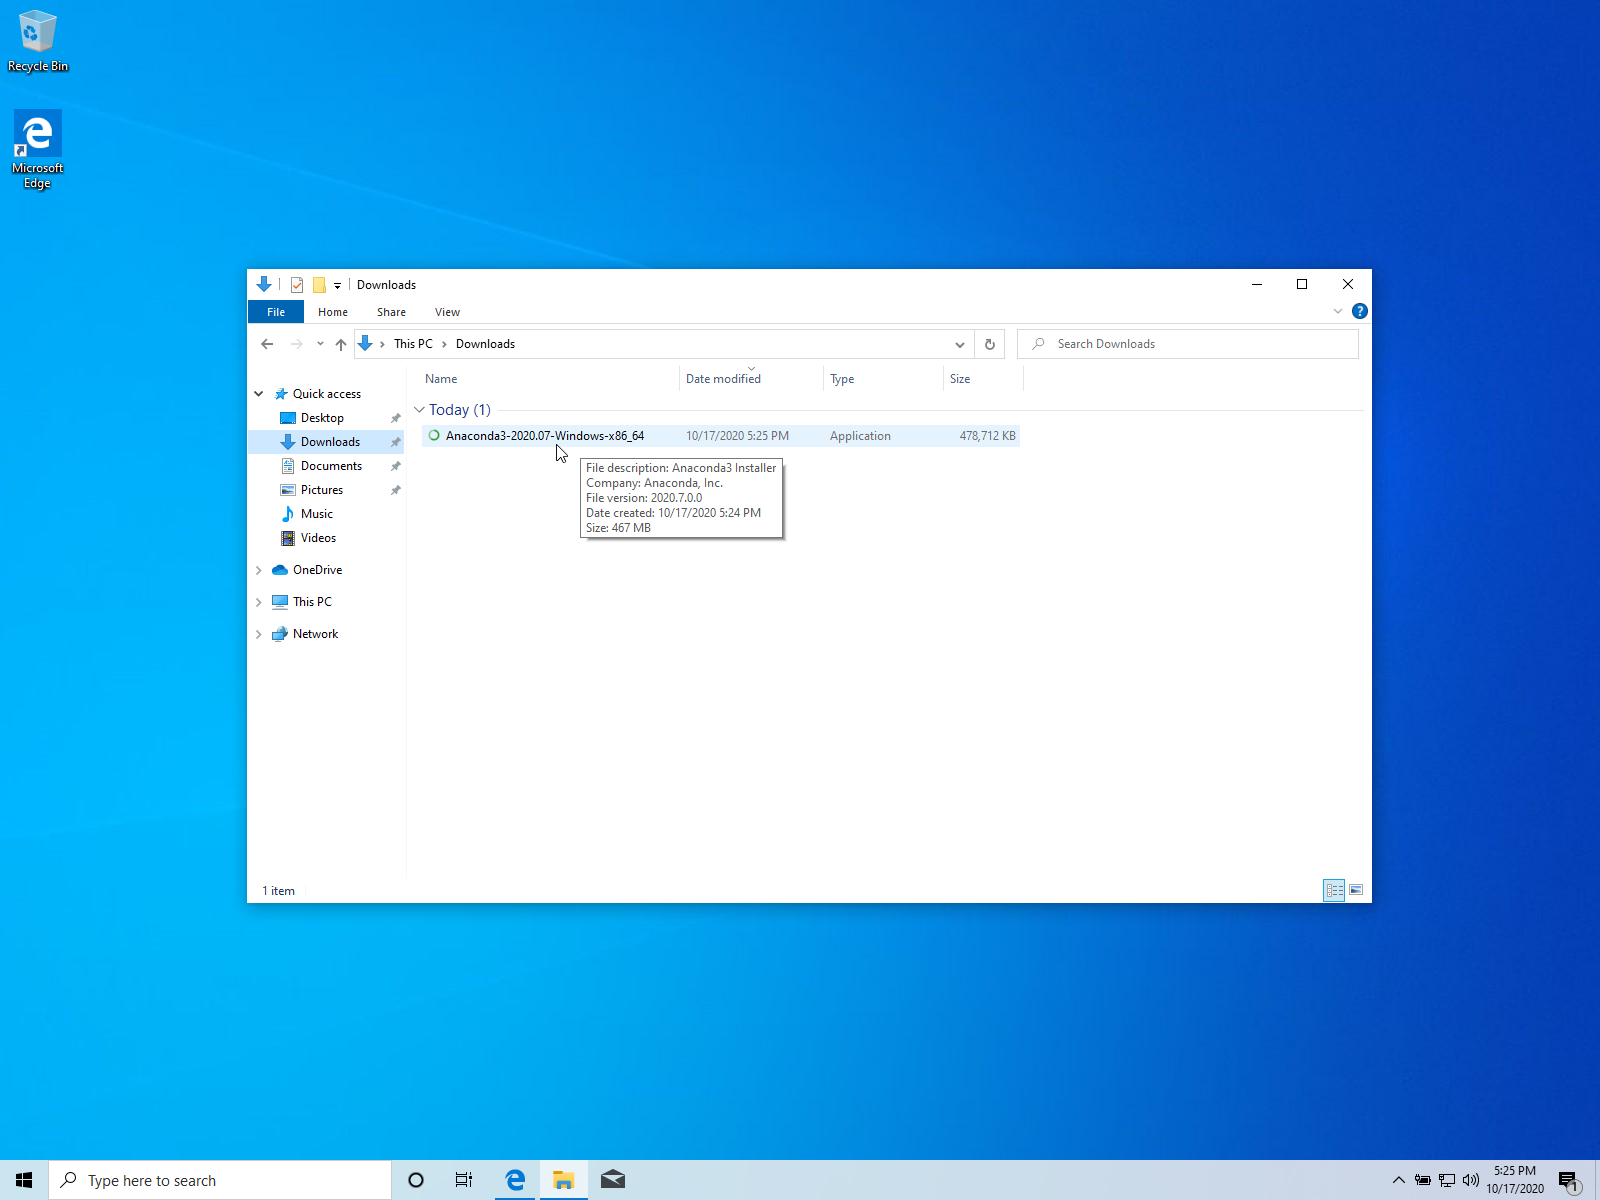 Recycle Bin
Microsoft
Edge
Downloads
File Home Share View
This PC Downloads
Search Downloads
Name Date modified Type Size
Quick access
Desktop
Downloads
Documents
Pictures
Music
Videos
OneDrive
This PC
Network
Today (1)
Anaconda3-2020.07-Windows-x86_64 10/17/2020 5:25 PM Application 478,712 KB
File description: Anaconda3 Installer
Company: Anaconda, Inc.
File version: 2020.7.0.0
Date created: 10/17/2020 5:24 PM
Size: 467 MB
1 item
Type here to search
5:25 PM
10/17/2020
1